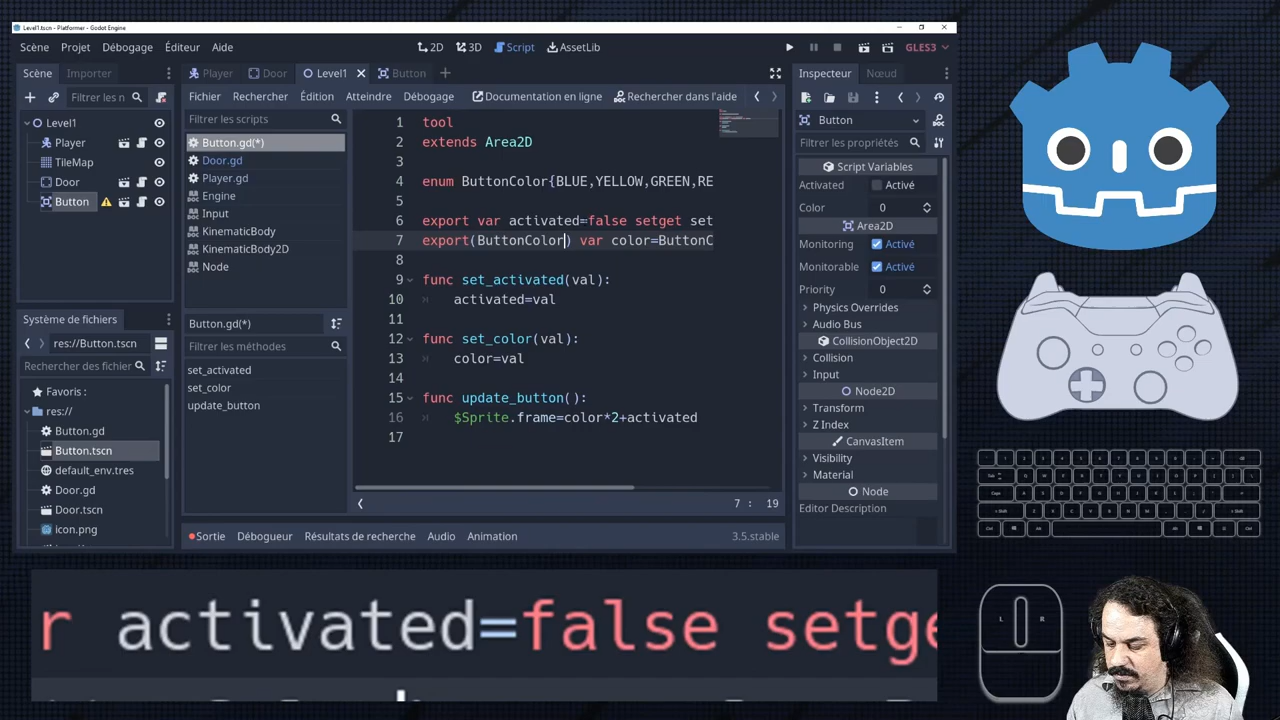 Level1.tscn - Platformer - Godot Engine
Scène Projet Débogage Éditeur Aide
2D 3D Script AssetLib
GLES3
Scène Importer
Player Door Level1 Button
Inspecteur Nœud
Filtrer les n
Fichier Rechercher Édition Atteindre Débogage Documentation en ligne Rechercher dans l'aide
Level1
Player
TileMap
Door
Button
Filtrer les scripts
Button.gd(*)
Door.gd
Player.gd
Engine
Input
KinematicBody
KinematicBody2D
Node
Button.gd(*)
Filtrer les méthodes
set_activated
set_color
update_button
1 tool
2 extends Area2D
3
4 enum ButtonColor{BLUE,YELLOW,GREEN,RE
5
6 export var activated=false setget set
7 export(ButtonColor) var color=ButtonC
8
9 func set_activated(val):
10 activated=val
11
12 func set_color(val):
13 color=val
14
15 func update_button():
16 $Sprite.frame=color*2+activated
17
7 : 19
Button
Filtrer les propriétés
Script Variables
Activated Activé
Color 0
Area2D
Monitoring Activé
Monitorable Activé
Priority 0
Physics Overrides
Audio Bus
CollisionObject2D
Collision
Input
Node2D
Transform
Z Index
CanvasItem
Visibility
Material
Node
Editor Description
Système de fichiers
res://Button.tscn
Rechercher des fichier
Favoris :
res://
Button.gd
Button.tscn
default_env.tres
Door.gd
Door.tscn
icon.png
Sortie Débogueur Résultats de recherche Audio Animation 3.5.stable
r activated=false setge
L R